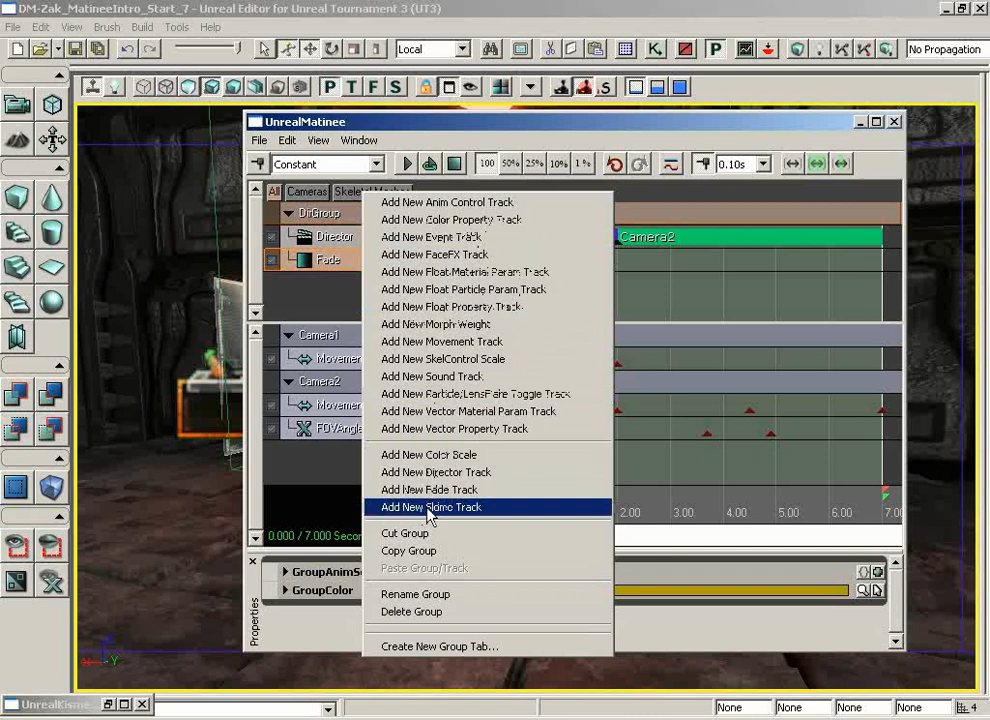 DM-Zak_MatineeIntro_Start_7 - Unreal Editor for Unreal Tournament 3 (UT3)
File Edit View Brush Build Tools Help
Local
P
No Propagation
P T F S
S
UnrealMatinee
File Edit View Window
Constant
100 50% 25% 10% 1 %
0.10s
All Cameras
DirGroup
Director
Camera2
Fade
Camera1
Camera2
Add New Anim Control Track
Add New Color Property Track
Add New Event Track
Add New FaceFX Track
Add New Float Material Param Track
Add New Float Particle Param Track
Add New Float Property Track
Add New Morph Weight
Add New Movement Track
Add New SkelControl Scale
Add New Sound Track
Add New Particle/LensFlare Toggle Track
Add New Vector Material Param Track
Add New Vector Property Track
Add New Color Scale
Add New Director Track
Add New Fade Track
Add New Slomo Track
Cut Group
Copy Group
Paste Group/Track
Rename Group
Delete Group
Create New Group Tab...
2.00 3.00 4.00 5.00 6.00 7.00
0.000 / 7.000
GroupColor
Properties
X Y
None None None None 4